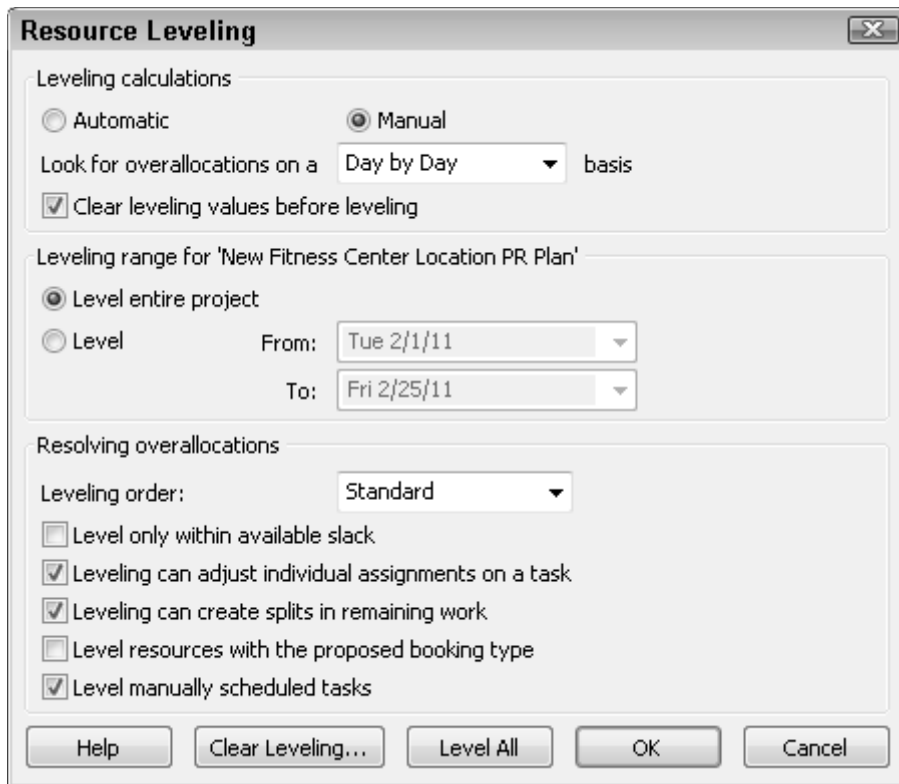 Resource Leveling
Leveling calculations
Automatic Manual
Look for overallocations on a Day by Day basis
Clear leveling values before leveling
Leveling range for 'New Fitness Center Location PR Plan'
Level entire project
Level From: Tue 2/1/11
To: Fri 2/25/11
Resolving overallocations
Leveling order: Standard
Level only within available slack
Leveling can adjust individual assignments on a task
Leveling can create splits in remaining work
Level resources with the proposed booking type
Level manually scheduled tasks
Help Clear Leveling... Level All OK Cancel